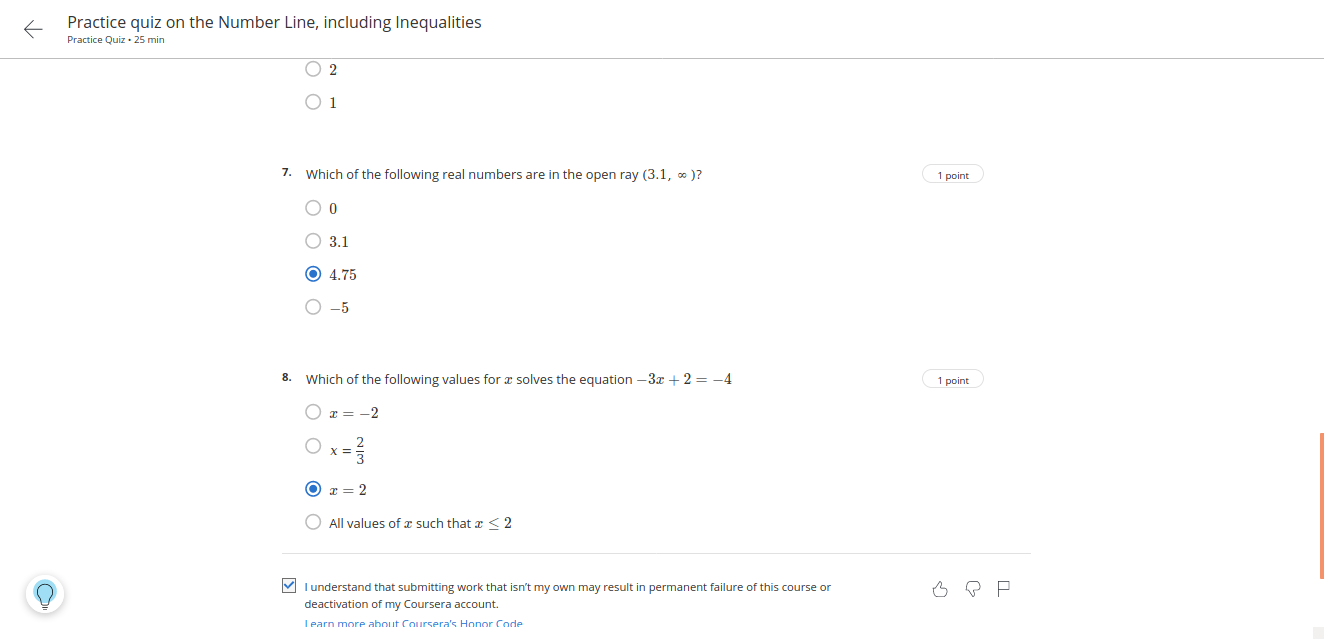 Practice quiz on the Number Line, including Inequalities
Practice Quiz • 25 min
2
1
7. Which of the following real numbers are in the open ray (3.1, ∞ )?
1 point
0
3.1
4.75
−5
8. Which of the following values for x solves the equation −3x + 2 = −4
1 point
x = −2
x = 2/3
x = 2
All values of x such that x ≤ 2
I understand that submitting work that isn't my own may result in permanent failure of this course or
deactivation of my Coursera account.
Learn more about Coursera's Honor Code